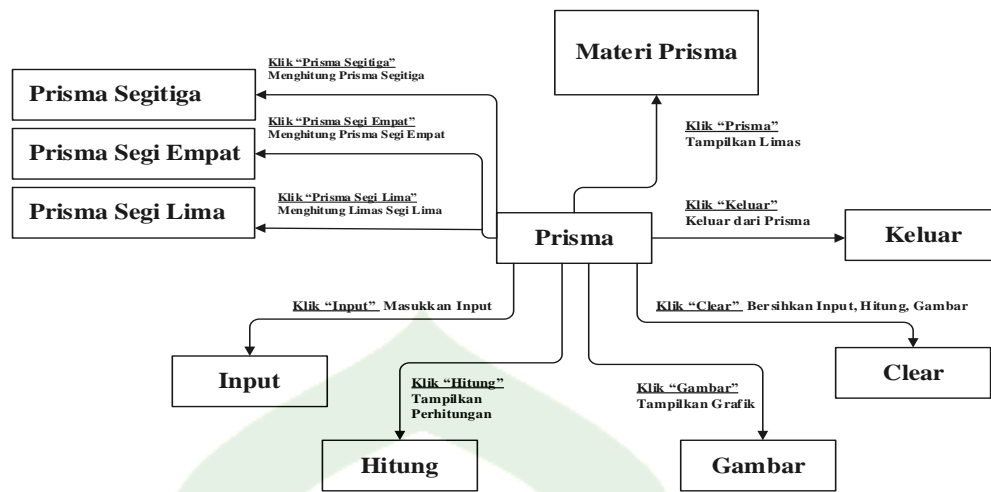 Materi Prisma
Klik “Prisma Segitiga”
Menghitung Prisma Segitiga
Prisma Segitiga
Klik “Prisma Segi Empat”
Menghitung Prisma Segi Empat
Prisma Segi Empat
Klik “Prisma”
Tampilkan Limas
Klik “Prisma Segi Lima”
Menghitung Limas Segi Lima
Prisma Segi Lima
Klik “Keluar”
Keluar dari Prisma
Prisma
Keluar
Klik “Input” Masukkan Input
Klik “Clear” Bersihkan Input, Hitung, Gambar
Input
Clear
Klik “Hitung”
Tampilkan
Perhitungan
Klik “Gambar”
Tampilkan Grafik
Hitung
Gambar